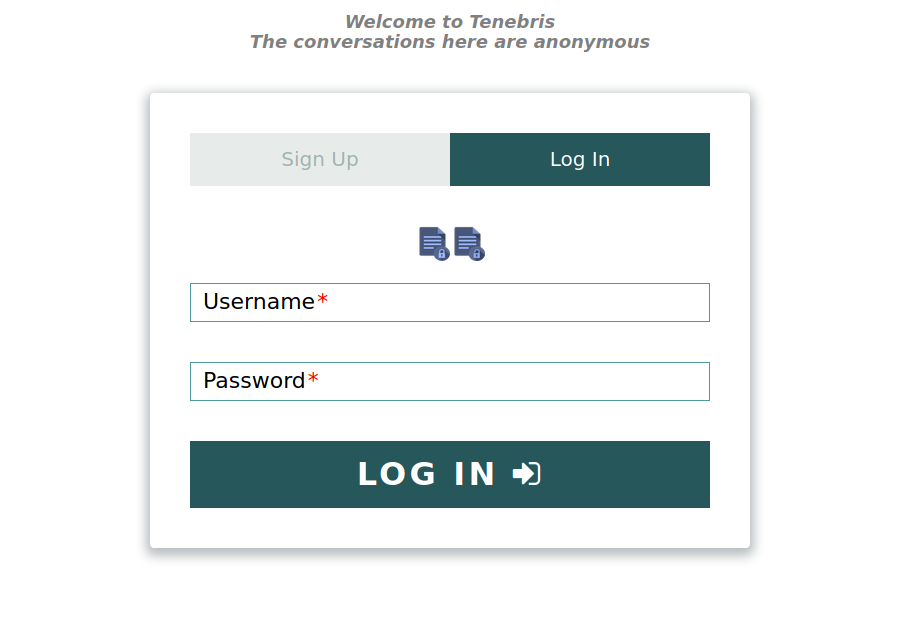 Welcome to Tenebris
The conversations here are anonymous
Sign Up
Log In
Username*
Password*
LOG IN